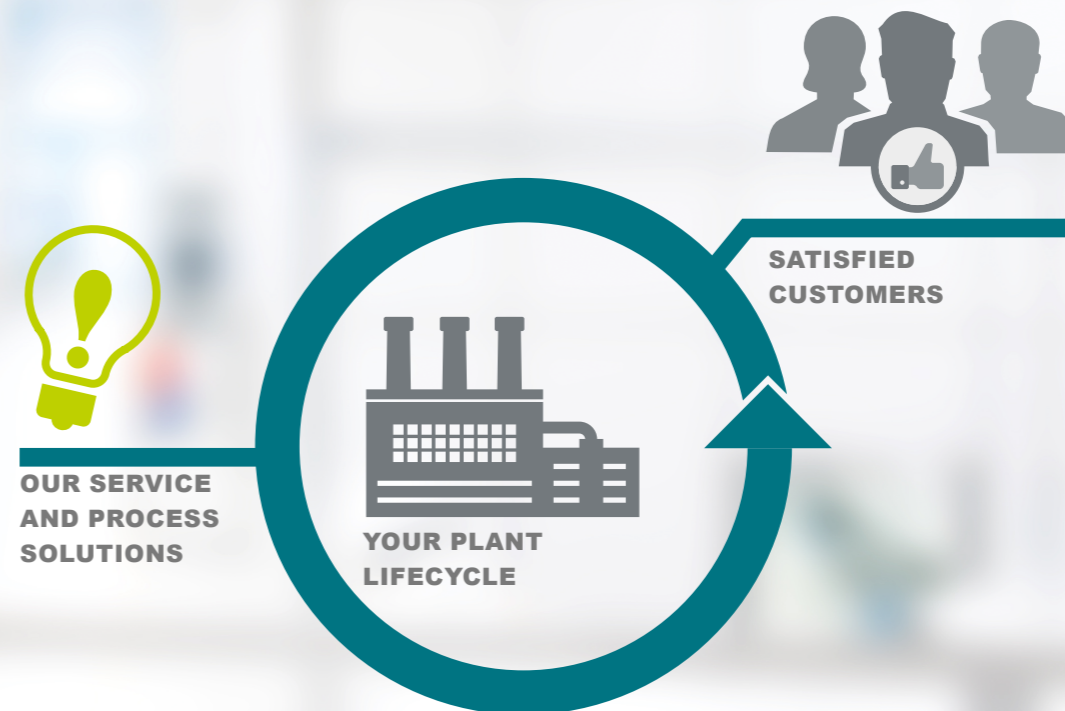 OUR SERVICE
AND PROCESS
SOLUTIONS
YOUR PLANT
LIFECYCLE
SATISFIED
CUSTOMERS